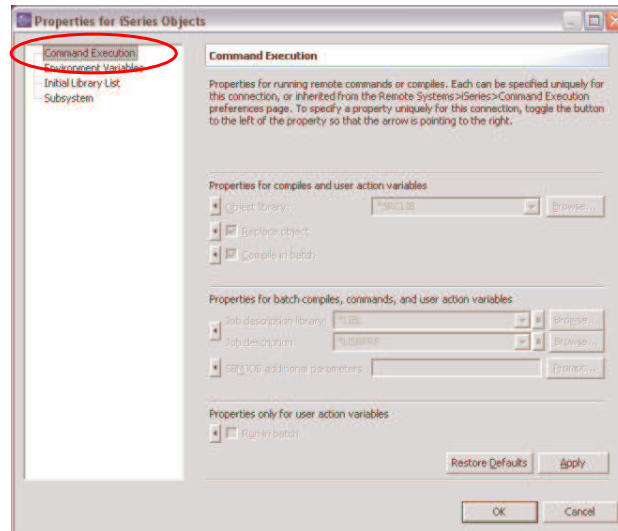 Properties for iSeries Objects
Command Execution
Environment Variables
Initial Library List
Subsystem
Command Execution
Properties for running remote commands or compiles. Each can be specified uniquely for
this connection, or inherited from the Remote Systems>iSeries>Command Execution
preferences page. To specify a property uniquely for this connection, toggle the button
to the left of the property so that the arrow is pointing to the right.
Properties for compiles and user action variables
Object library: *SRCLIB Browse...
Replace object
Compile in batch
Properties for batch compiles, commands, and user action variables
Job description library: *LIBL Browse...
Job description: *USRPRF Browse...
SBMJOB additional parameters: Prompt...
Properties only for user action variables
Run in batch
Restore Defaults Apply
OK Cancel